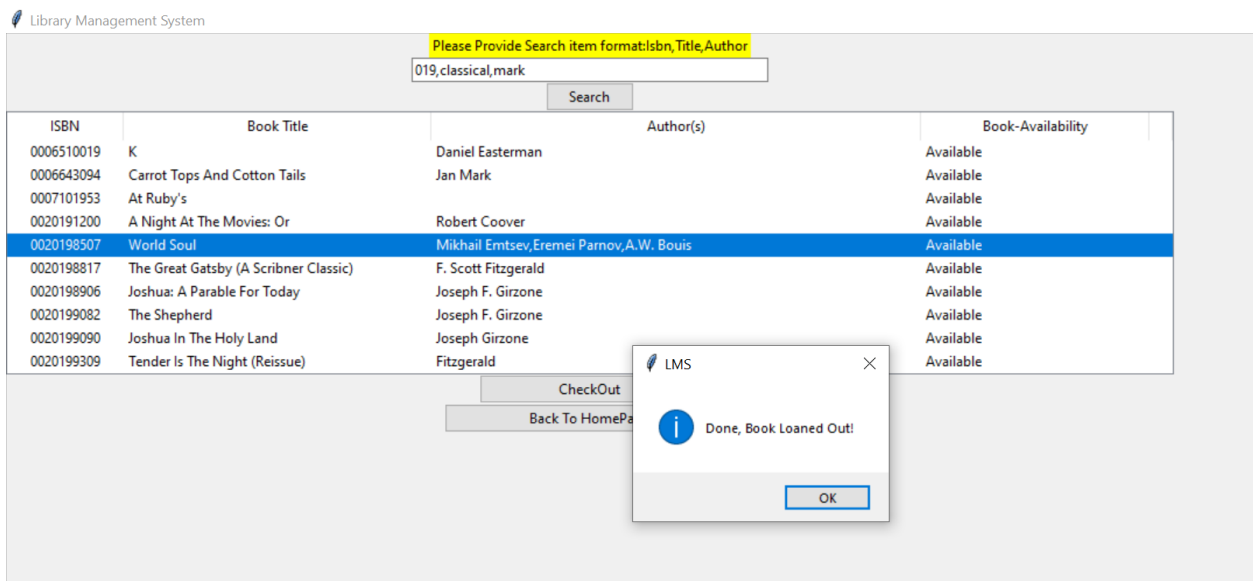 Library Management System
Please Provide Search item format:Isbn,Title,Author
019,classical,mark
Search
ISBN Book Title Author(s) Book-Availability
0006510019 K Daniel Easterman Available
0006643094 Carrot Tops And Cotton Tails Jan Mark Available
0007101953 At Ruby's Available
0020191200 A Night At The Movies: Or Robert Coover Available
0020198507 World Soul Mikhail Emtsev,Eremei Parnov,A.W. Bouis Available
0020198817 The Great Gatsby (A Scribner Classic) F. Scott Fitzgerald Available
0020198906 Joshua: A Parable For Today Joseph F. Girzone Available
0020199082 The Shepherd Joseph F. Girzone Available
0020199090 Joshua In The Holy Land Joseph Girzone Available
0020199309 Tender Is The Night (Reissue) Fitzgerald Available
CheckOut
Back To HomePa
LMS
Done, Book Loaned Out!
OK